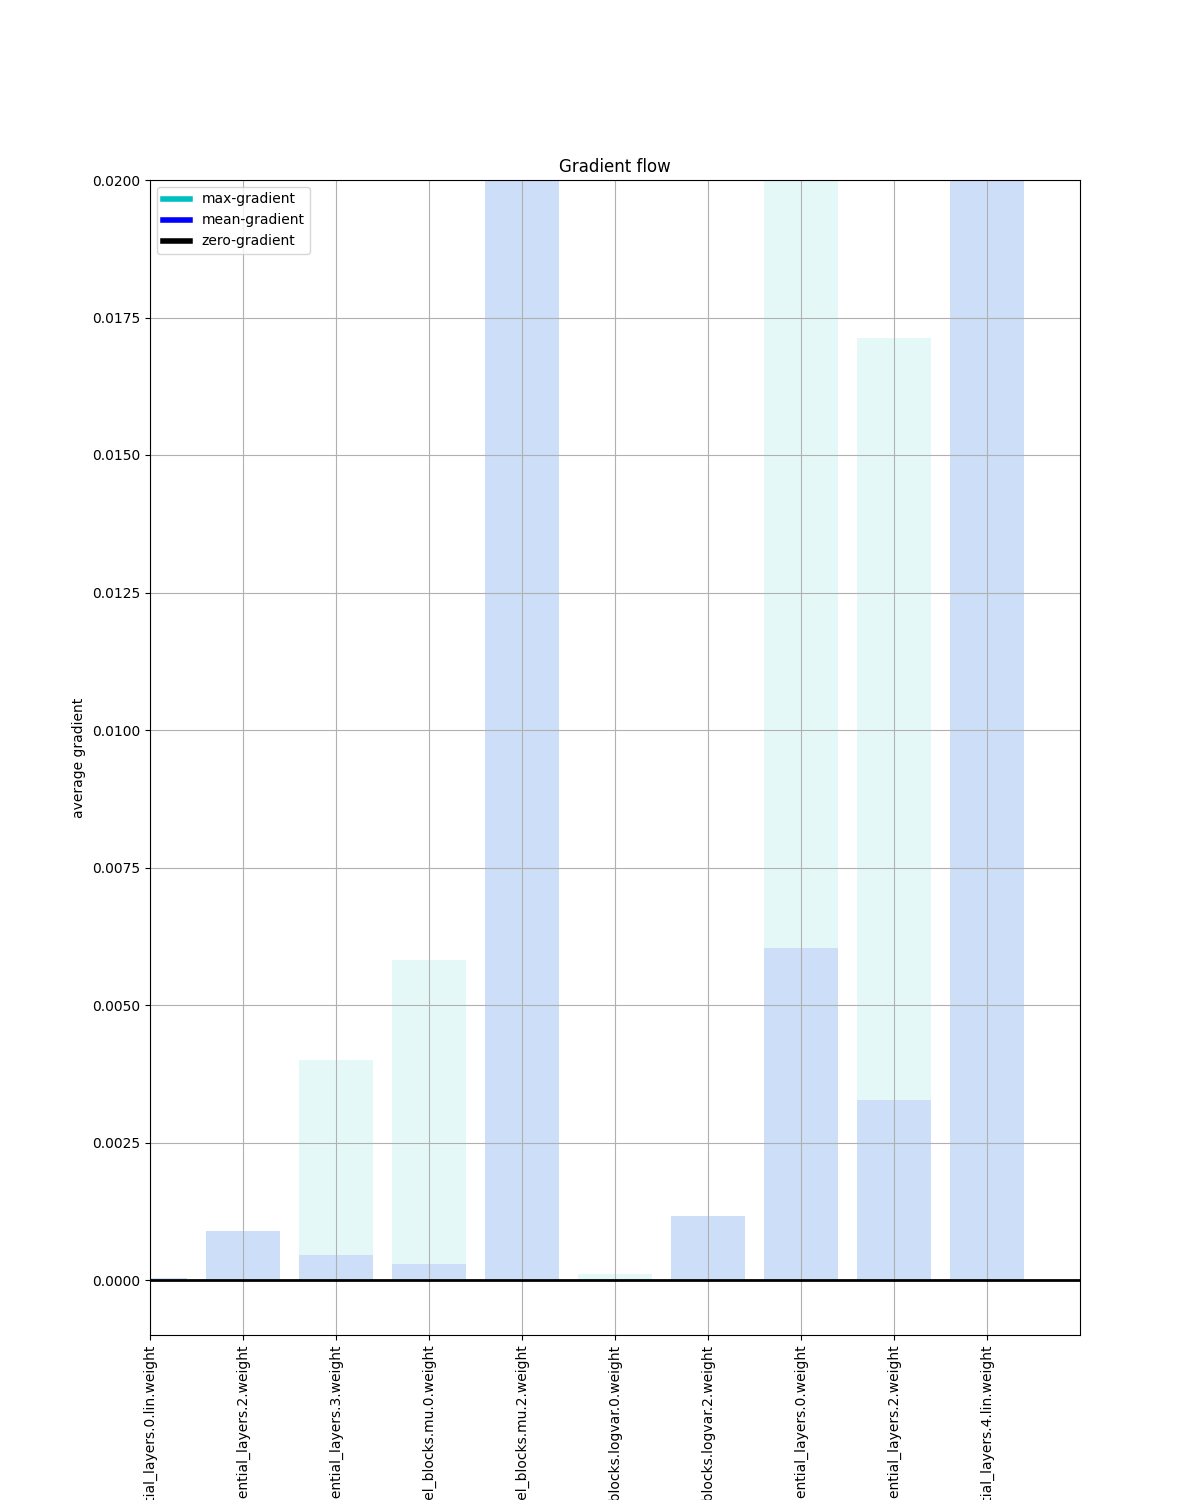 Gradient flow
max-gradient
mean-gradient
zero-gradient
0.0200
0.0175
0.0150
0.0125
0.0100
0.0075
0.0050
0.0025
0.0000
average gradient
tial_layers.0.lin.weight
ential_layers.2.weight
ential_layers.3.weight
el_blocks.mu.0.weight
el_blocks.mu.2.weight
blocks.logvar.0.weight
blocks.logvar.2.weight
ential_layers.0.weight
ential_layers.2.weight
tial_layers.4.lin.weight